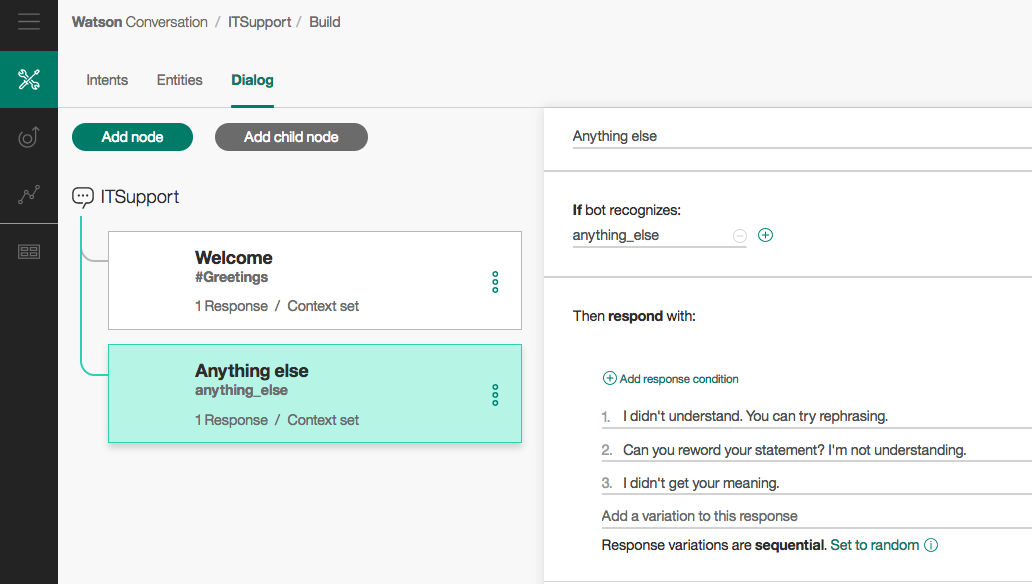 Watson Conversation / ITSupport / Build
Intents Entities Dialog
Add node Add child node
ITSupport
Welcome
#Greetings
1 Response / Context set
Anything else
anything_else
1 Response / Context set
Anything else
If bot recognizes:
anything_else
Then respond with:
Add response condition
1. I didn't understand. You can try rephrasing.
2. Can you reword your statement? I'm not understanding.
3. I didn't get your meaning.
Add a variation to this response
Response variations are sequential. Set to random